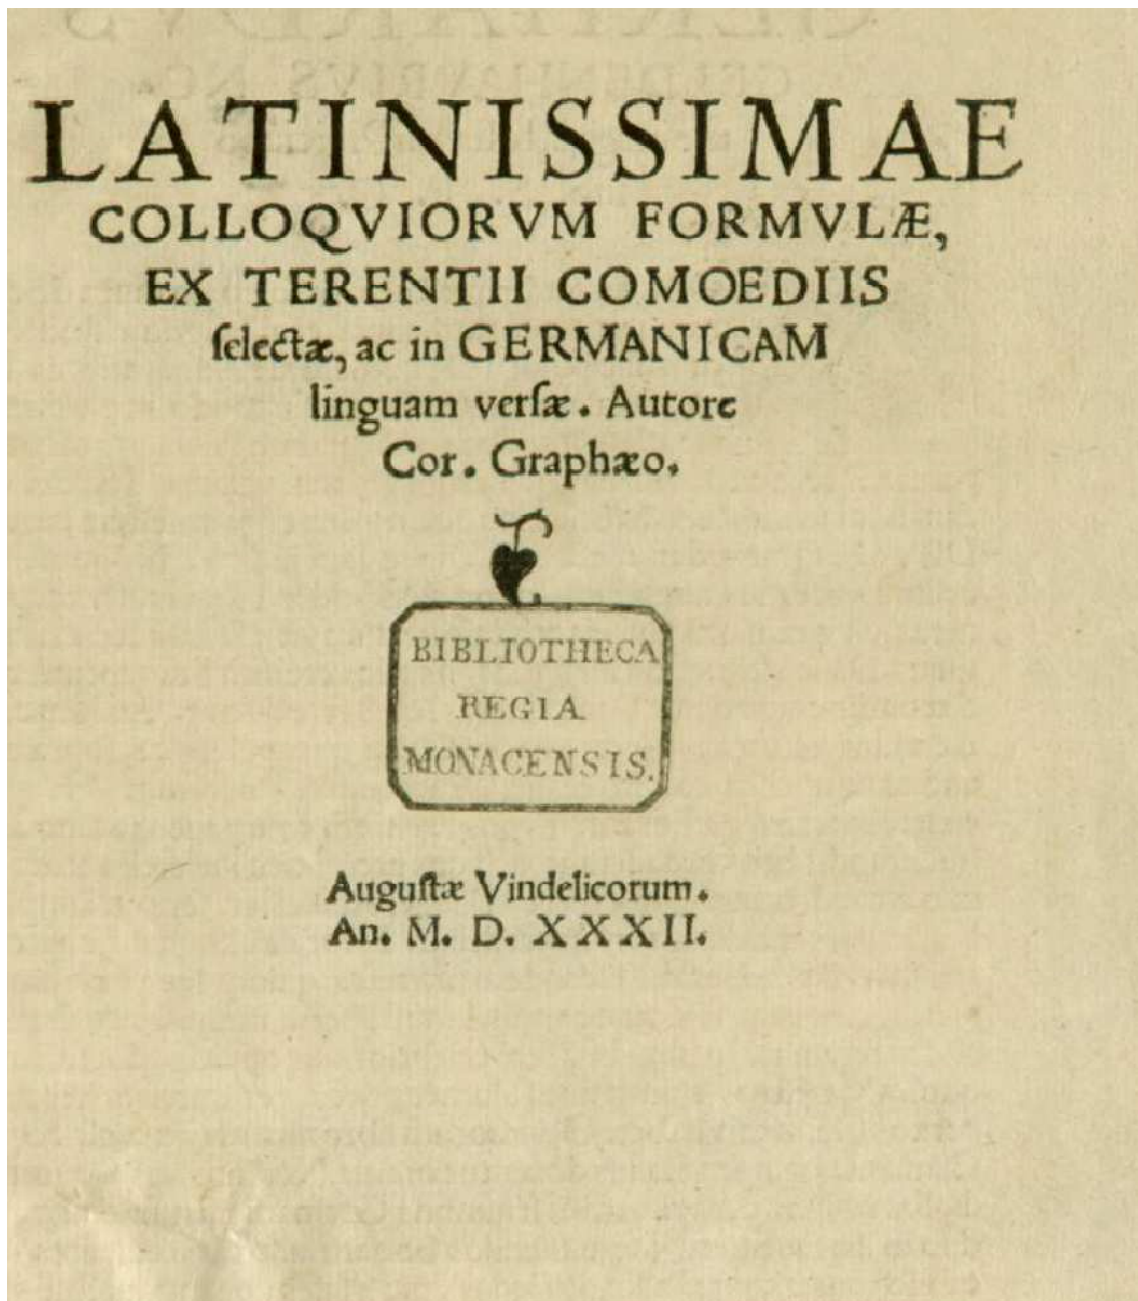 LATINISSIMAE
COLLOQVIORVM FORMVLÆ,
EX TERENTII COMOEDIIS
ſelectæ, ac in GERMANICAM
linguam verſæ. Autore
Cor. Graphæo.
BIBLIOTHECA
REGIA
MONACENSIS.
Auguſtæ Vindelicorum.
An. M. D. XXXII.